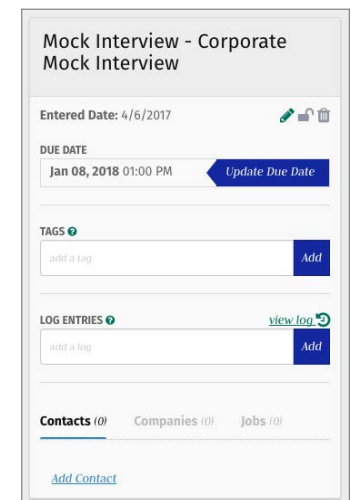 Mock Interview - Corporate
Mock Interview
Entered Date: 4/6/2017
DUE DATE
Jan 08, 2018 01:00 PM Update Due Date
TAGS ?
add a tag Add
LOG ENTRIES ? view log
add a log Add
Contacts (0) Companies (0) Jobs (0)
Add Contact